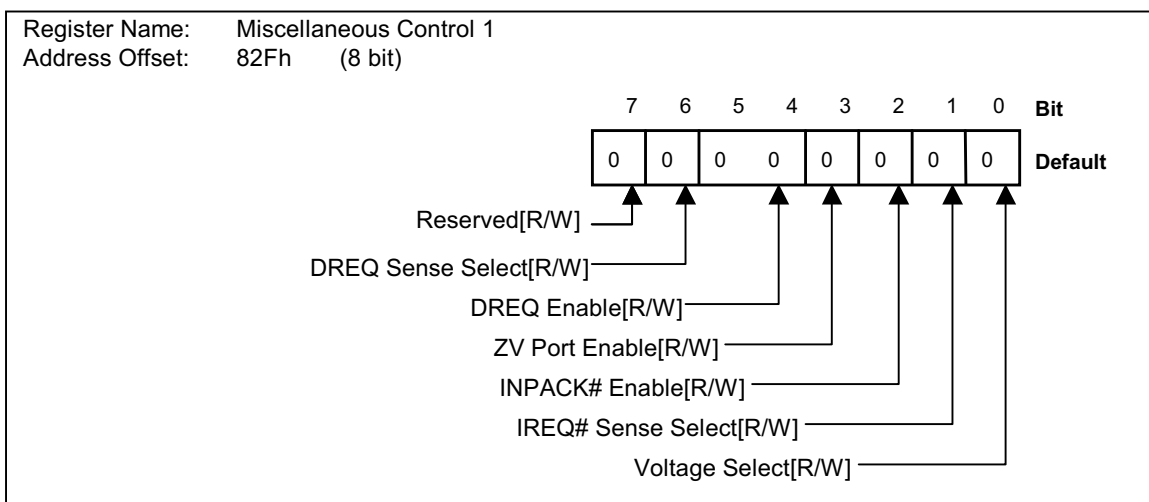 Register Name: Miscellaneous Control 1
Address Offset: 82Fh (8 bit)
7 6 5 4 3 2 1 0 Bit
0 0 0 0 0 0 0 0 Default
Reserved[R/W]
DREQ Sense Select[R/W]
DREQ Enable[R/W]
ZV Port Enable[R/W]
INPACK# Enable[R/W]
IREQ# Sense Select[R/W]
Voltage Select[R/W]